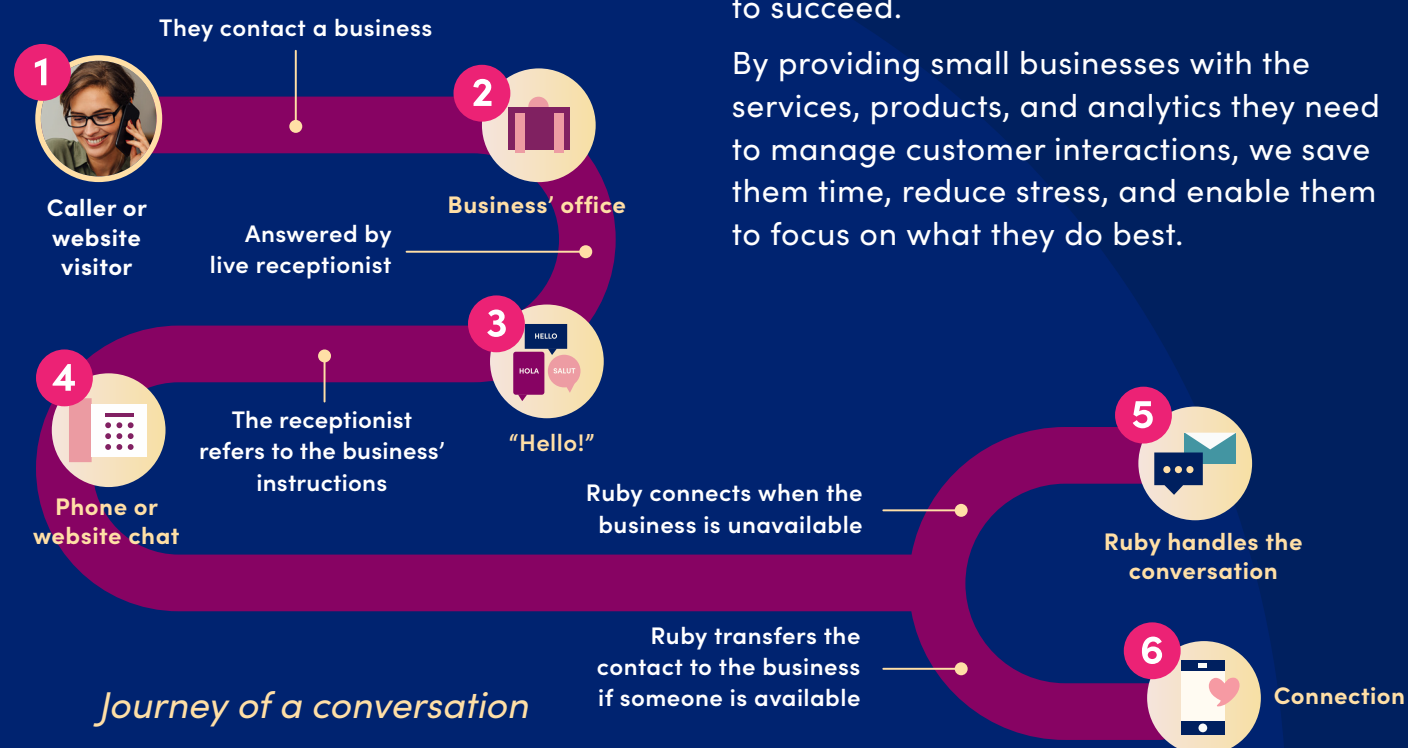 to succeed.
By providing small businesses with the
services, products, and analytics they need
to manage customer interactions, we save
them time, reduce stress, and enable them
to focus on what they do best.
They contact a business
1
Caller or
website
visitor
2
Business’ office
Answered by
live receptionist
3
HELLO
HOLA
SALUT
“Hello!”
The receptionist
refers to the business’
instructions
4
Phone or
website chat
Ruby connects when the
business is unavailable
5
Ruby handles the
conversation
Ruby transfers the
contact to the business
if someone is available
6
Connection
Journey of a conversation